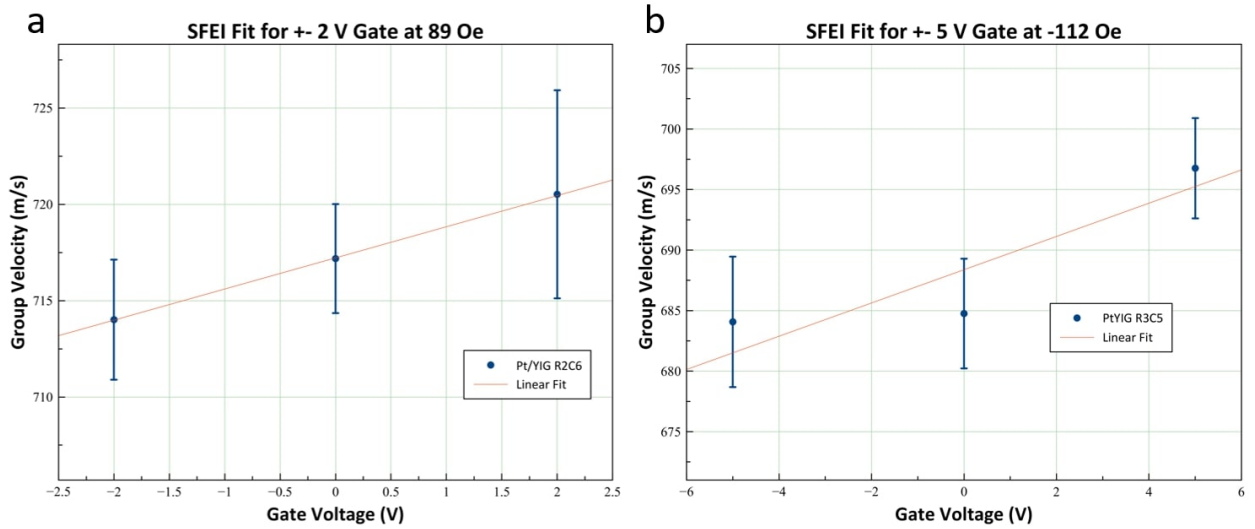 a
SFEI Fit for +- 2 V Gate at 89 Oe
Group Velocity (m/s)
725
720
715
710
Pt/YIG R2C6
Linear Fit
−2.5 −2 −1.5 −1 −0.5 0 0.5 1 1.5 2 2.5
Gate Voltage (V)
b
SFEI Fit for +- 5 V Gate at -112 Oe
Group Velocity (m/s)
705
700
695
690
685
680
675
PtYIG R3C5
Linear Fit
−6 −4 −2 0 2 4 6
Gate Voltage (V)